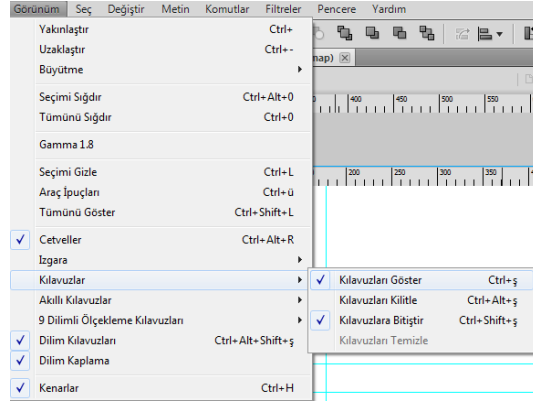 Görünüm Seç Değiştir Metin Komutlar Filtreler Pencere Yardım
Yakınlaştır Ctrl+
Uzaklaştır Ctrl+-
Büyütme
nap)
Seçimi Sığdır Ctrl+Alt+0
Tümünü Sığdır Ctrl+0
400 450 500 550
Gamma 1.8
Seçimi Gizle Ctrl+L
200 250 300 350
Araç İpuçları Ctrl+ü
Tümünü Göster Ctrl+Shift+L
Cetveller Ctrl+Alt+R
Izgara
Kılavuzlar
Kılavuzları Göster Ctrl+ş
Akıllı Kılavuzlar
Kılavuzları Kilitle Ctrl+Alt+ş
9 Dilimli Ölçekleme Kılavuzları
Kılavuzlara Bitiştir Ctrl+Shift+ş
Dilim Kılavuzları Ctrl+Alt+Shift+ş
Kılavuzları Temizle
Dilim Kaplama
Kenarlar Ctrl+H